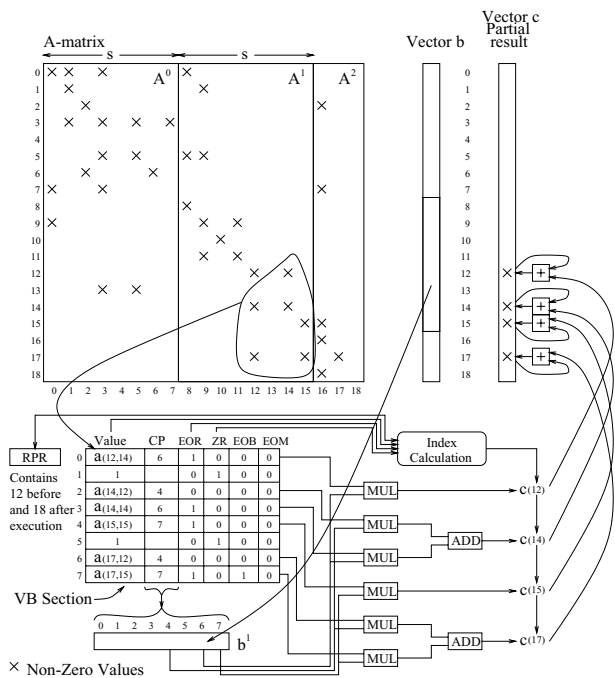 Vector c
A-matrix Vector b Partial
result
s s
A0 A1 A2
0 0
1 1
2 2
3 3
4 4
5 5
6 6
7 7
18 8
9 9
10 10
11 11
12 12 +
13 13
14 14 +
15 15 +
16 16
17 17 +
18 18
0 1 2 3 4 5 6 7 8 9 10 11 12 13 14 15 16 17 18
Value CP EOR ZR EOB EOM
RPR
Contains
12 before
and 18 after
execution
0 a(12,14) 6 1 0 0 0
1 1 0 1 0 0
2 a(14,12) 4 0 0 0 0
3 a(14,14) 6 1 0 0 0
4 a(15,15) 7 1 0 0 0
5 1 0 1 0 0
6 a(17,12) 4 0 0 0 0
7 a(17,15) 7 1 0 1 0
Index
Calculation
MUL c(12)
MUL
ADD c(14)
MUL
MUL c(15)
MUL
ADD c(17)
MUL
VB Section
0 1 2 3 4 5 6 7
b1
× Non-Zero Values